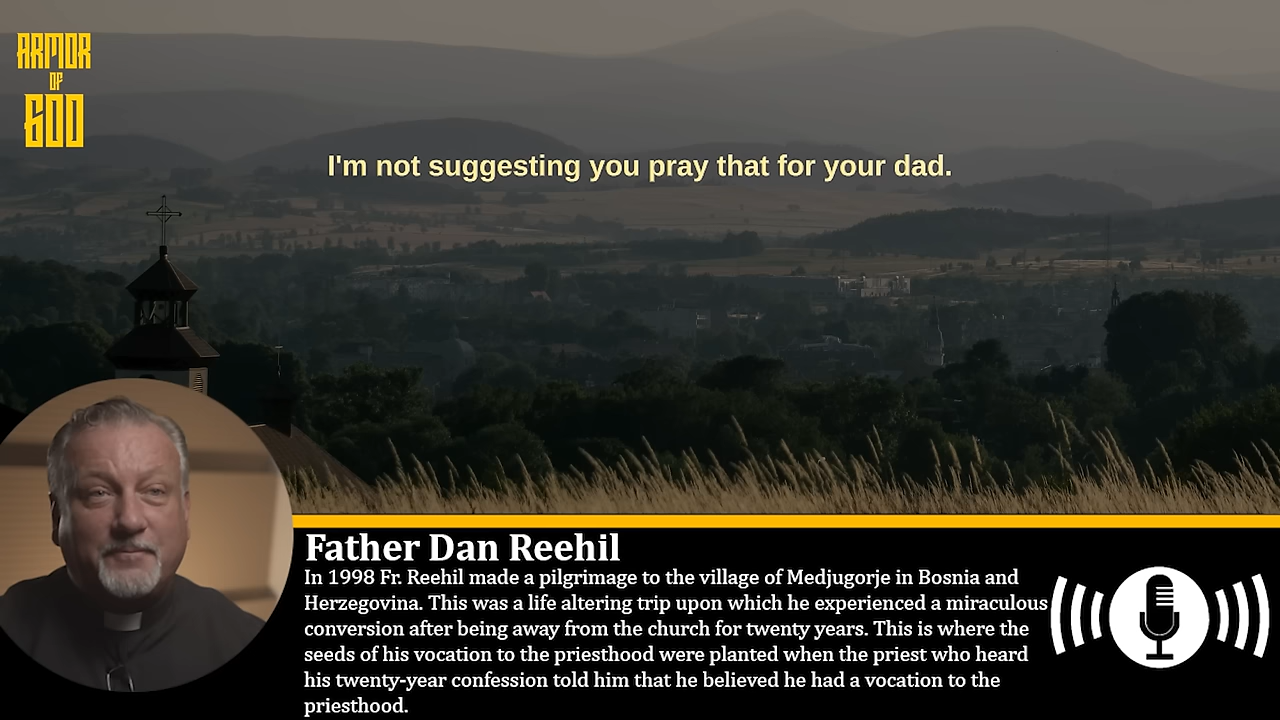 ARMOR
OF
GOD
I'm not suggesting you pray that for your dad.
Father Dan Reehil
In 1998 Fr. Reehil made a pilgrimage to the village of Medjugorje in Bosnia and
Herzegovina. This was a life altering trip upon which he experienced a miraculous
conversion after being away from the church for twenty years. This is where the
seeds of his vocation to the priesthood were planted when the priest who heard
his twenty-year confession told him that he believed he had a vocation to the
priesthood.